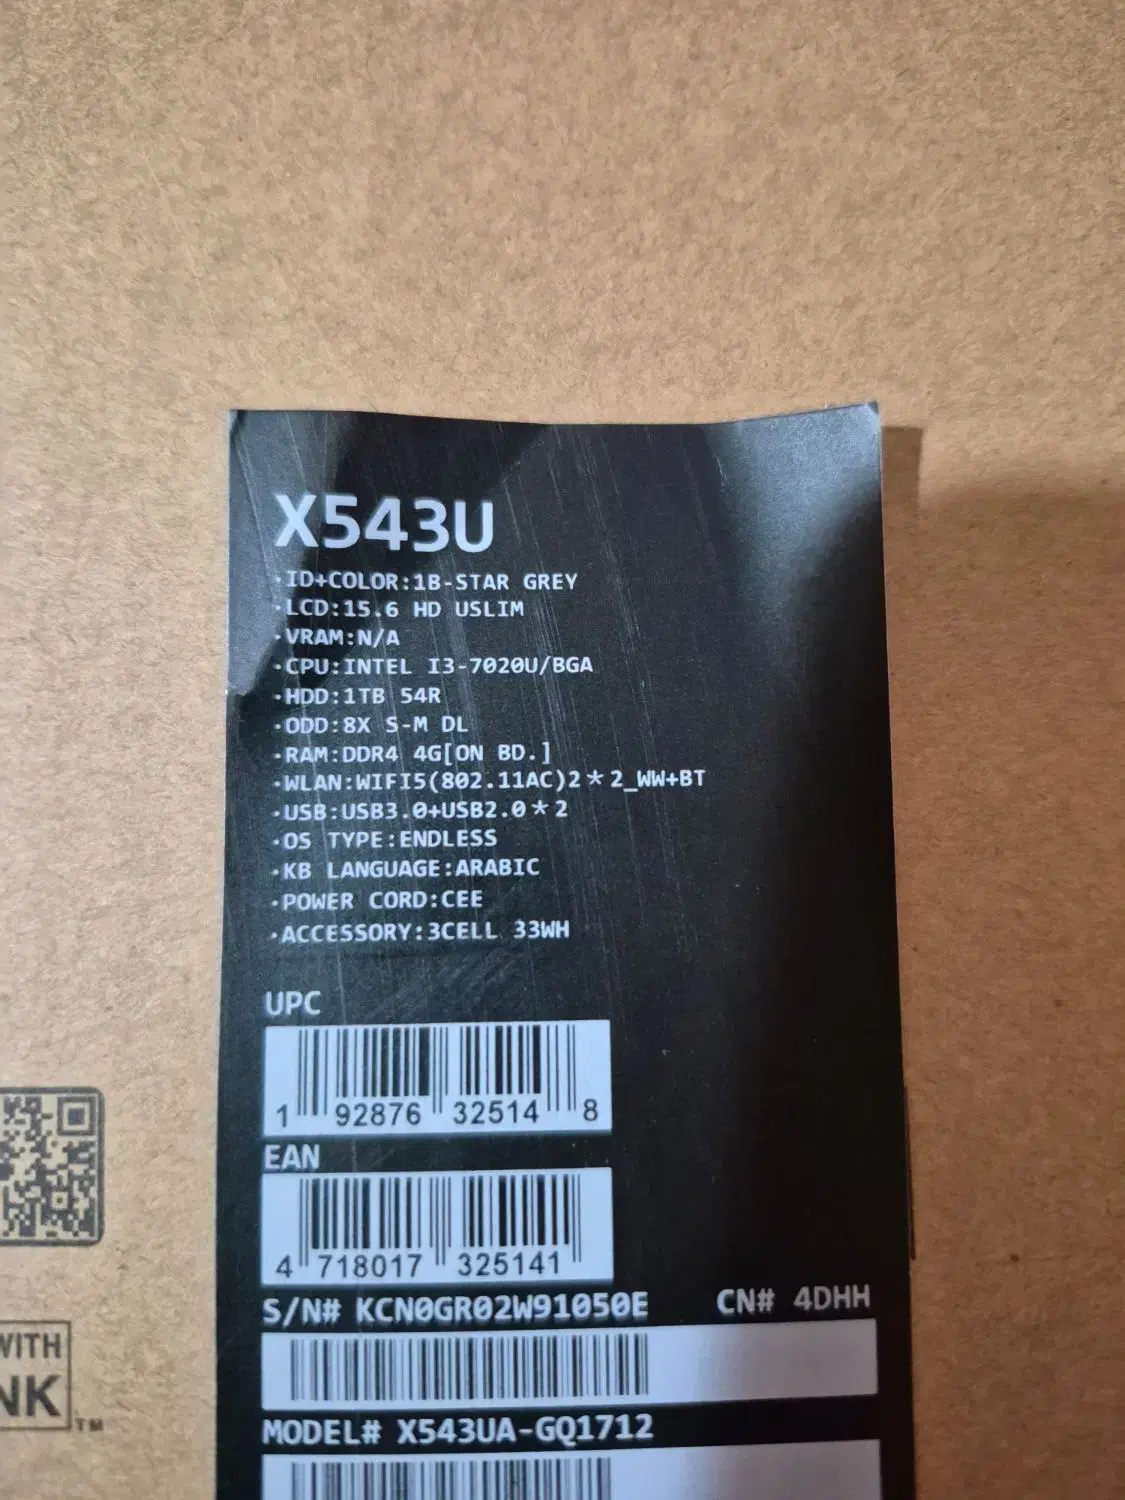 X543U
·ID+COLOR:1B-STAR GREY
·LCD:15.6 HD USLIM
·VRAM:N/A
·CPU:INTEL I3-7020U/BGA
·HDD:1TB 54R
·ODD:8X S-M DL
·RAM:DDR4 4G[ON BD.]
·WLAN:WIFI5(802.11AC)2*2_WW+BT
·USB:USB3.0+USB2.0*2
·OS TYPE:ENDLESS
·KB LANGUAGE:ARABIC
·POWER CORD:CEE
·ACCESSORY:3CELL 33WH
UPC
1 92876 32514 8
EAN
4 718017 325141
S/N# KCN0GR02W91050E CN# 4DHH
WITH
NK ™
MODEL# X543UA-GQ1712